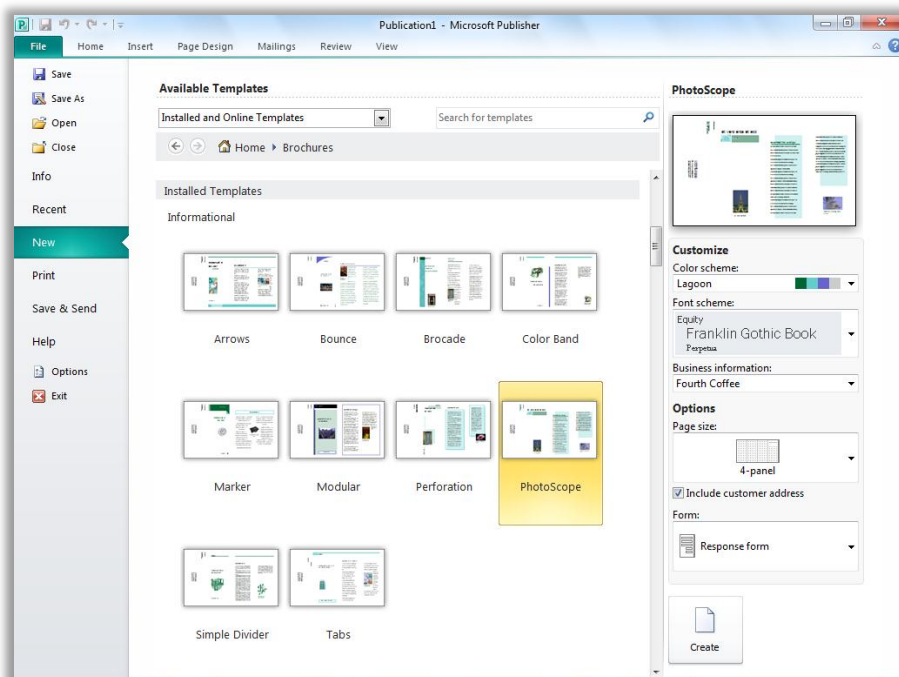 Publication1 - Microsoft Publisher
File Home Insert Page Design Mailings Review View
Save
Save As
Open
Close
Info
Recent
New
Print
Save & Send
Help
Options
Exit
Available Templates
Installed and Online Templates
Search for templates
Home Brochures
Installed Templates
Informational
Arrows Bounce Brocade Color Band
Marker Modular Perforation PhotoScope
Simple Divider Tabs
PhotoScope
Customize
Color scheme:
Lagoon
Font scheme:
Equity
Franklin Gothic Book
Perpetua
Business information:
Fourth Coffee
Options
Page size:
4-panel
Include customer address
Form:
Response form
Create